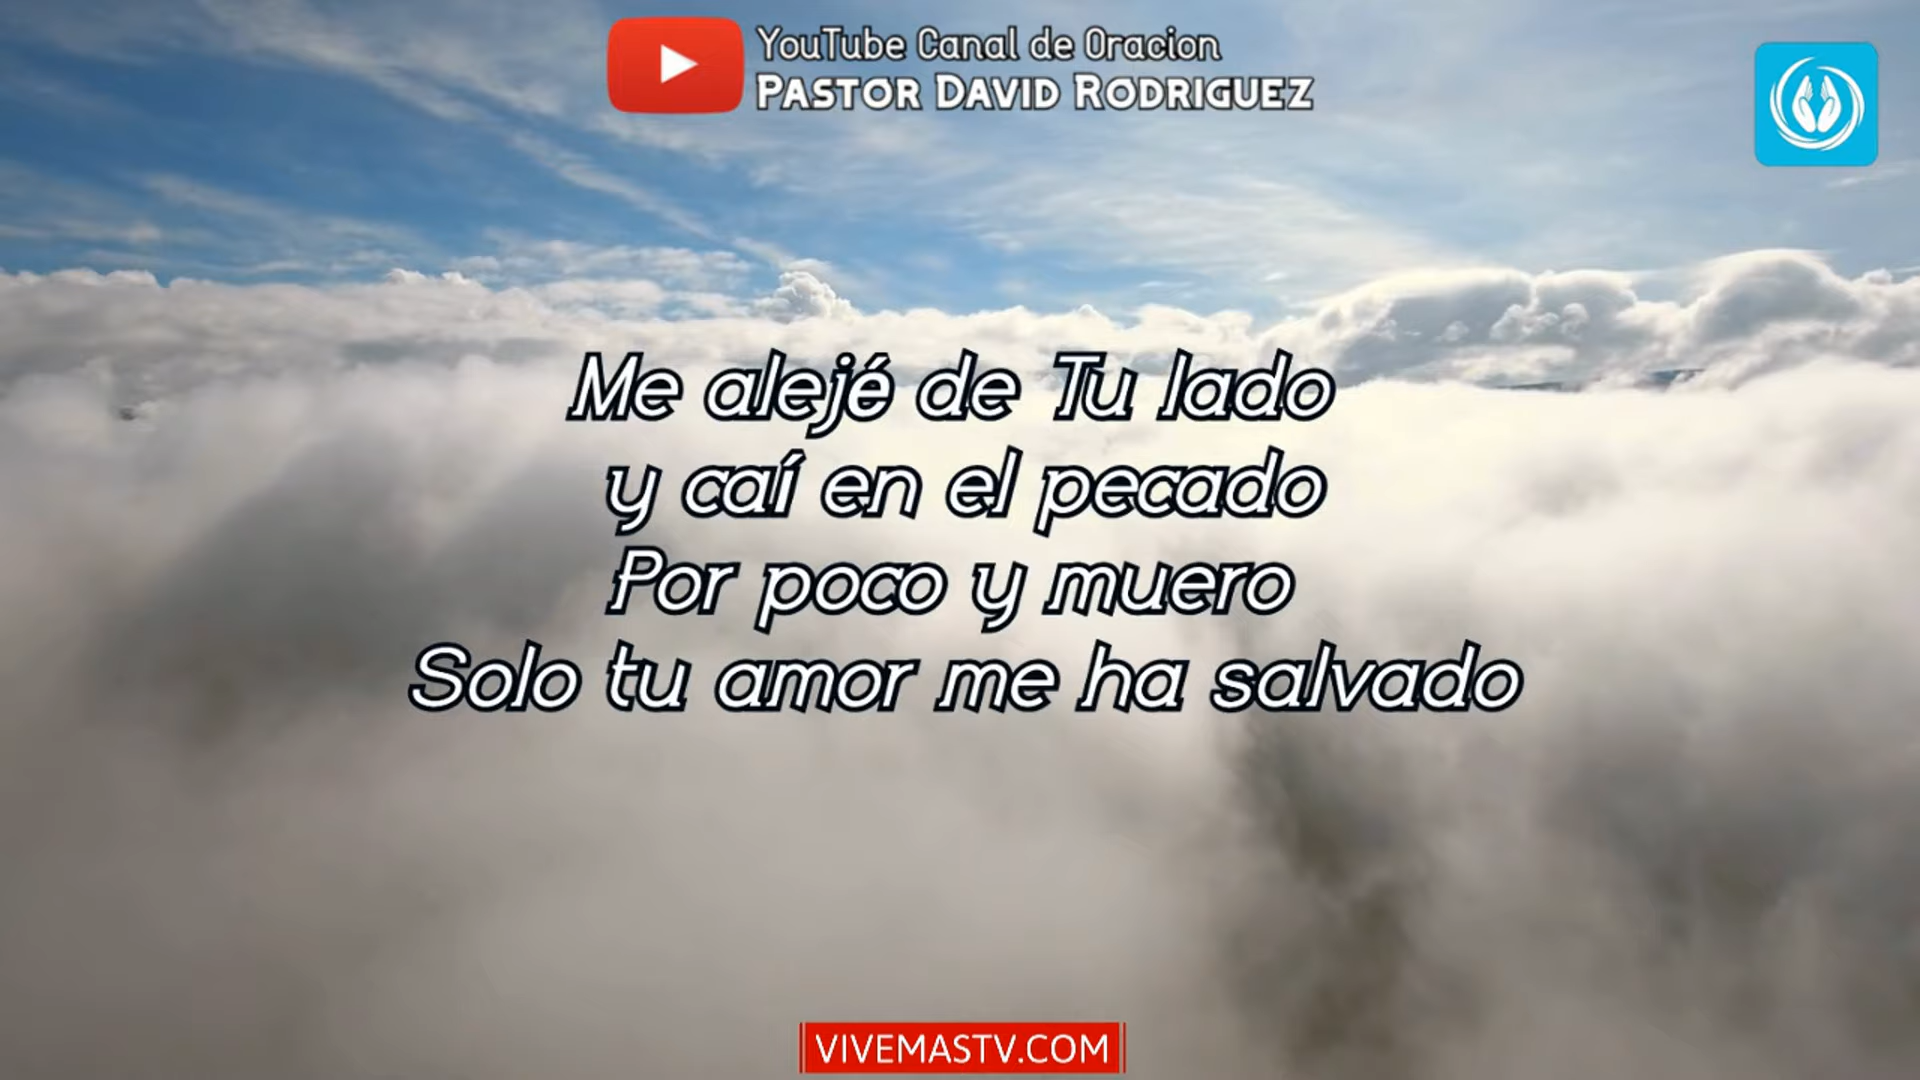 YouTube Canal de Oracion
PASTOR DAVID RODRIGUEZ
Me alejé de Tu lado
y caí en el pecado
Por poco y muero
Solo tu amor me ha salvado
VIVEMASTV.COM